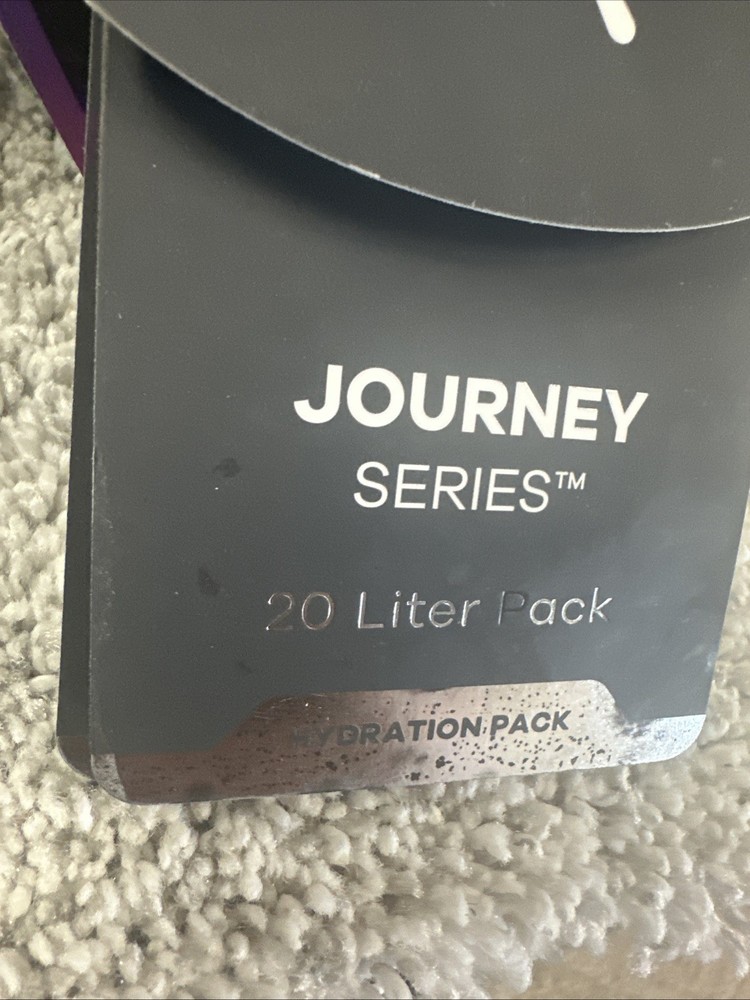 JOURNEY
SERIES™
20 Liter Pack
HYDRATION PACK